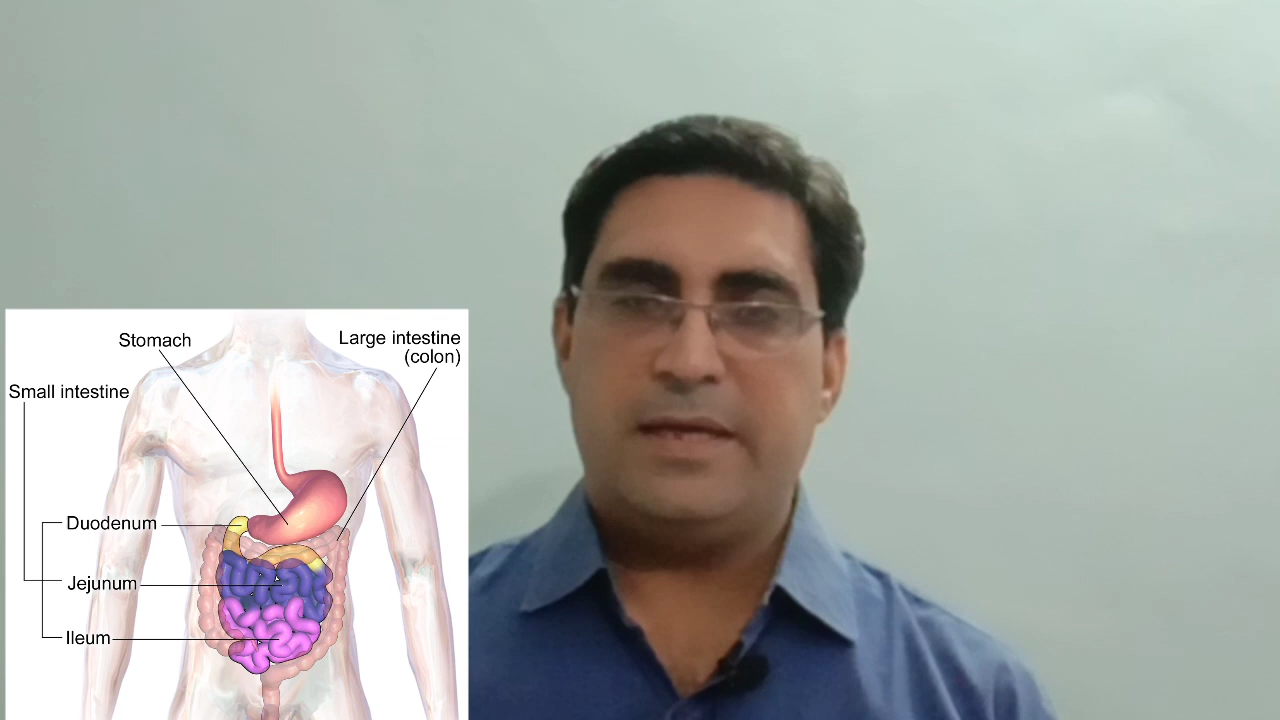 Stomach
Large intestine
(colon)
Small intestine
Duodenum
Jejunum
Ileum